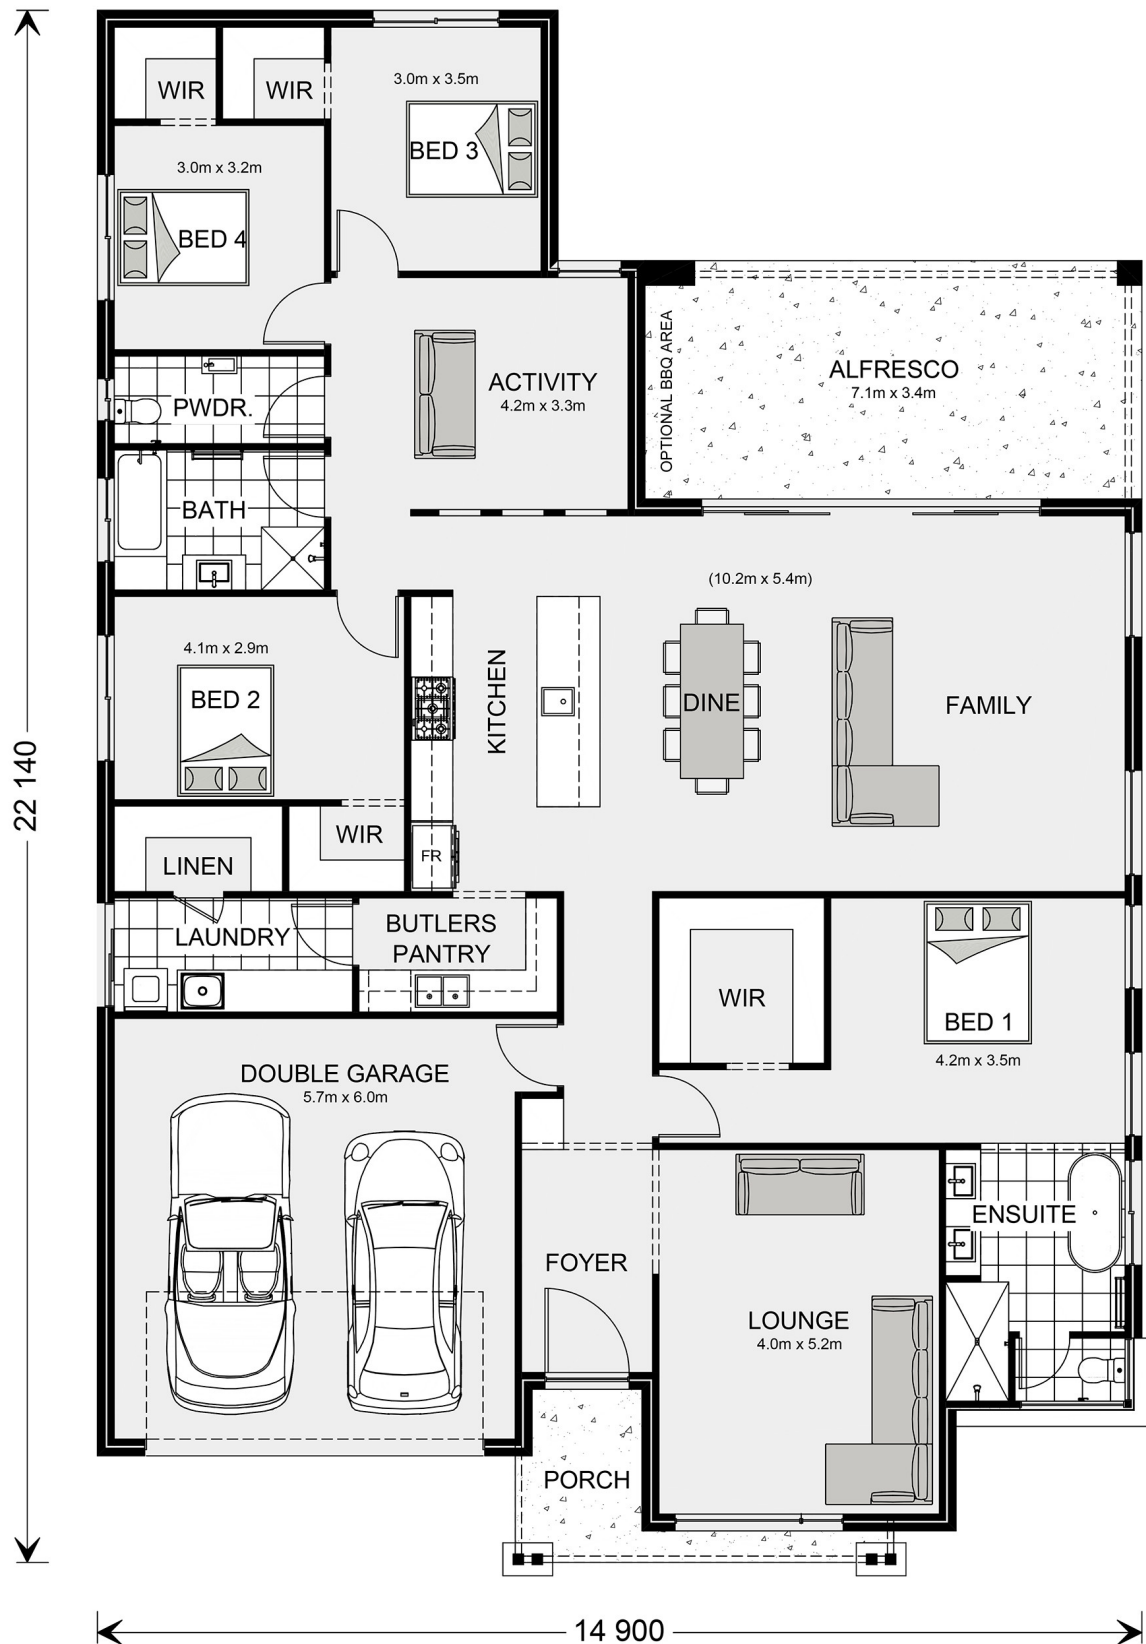 WIR
WIR
3.0m x 3.5m
BED 3
3.0m x 3.2m
BED 4
ACTIVITY
4.2m x 3.3m
OPTIONAL BBQ AREA
ALFRESCO
7.1m x 3.4m
PWDR.
BATH
(10.2m x 5.4m)
4.1m x 2.9m
BED 2
KITCHEN
DINE
FAMILY
22 140
WIR
LINEN
FR
LAUNDRY
BUTLERS
PANTRY
WIR
BED 1
4.2m x 3.5m
DOUBLE GARAGE
5.7m x 6.0m
ENSUITE
FOYER
LOUNGE
4.0m x 5.2m
PORCH
14 900